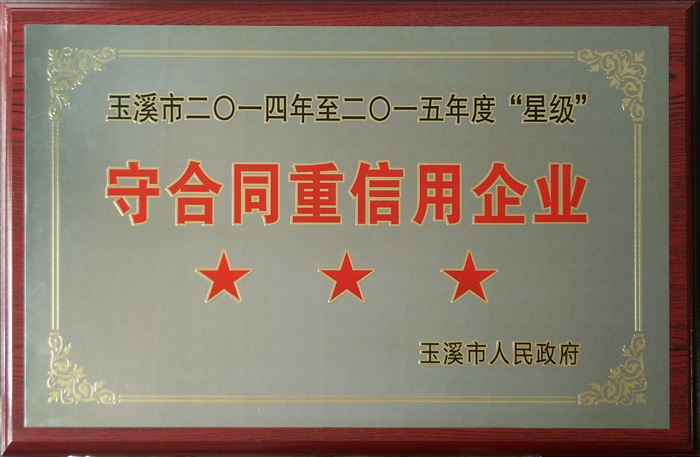 玉溪市二〇一四年至二〇一五年度“星级”
守合同重信用企业
玉溪市人民政府